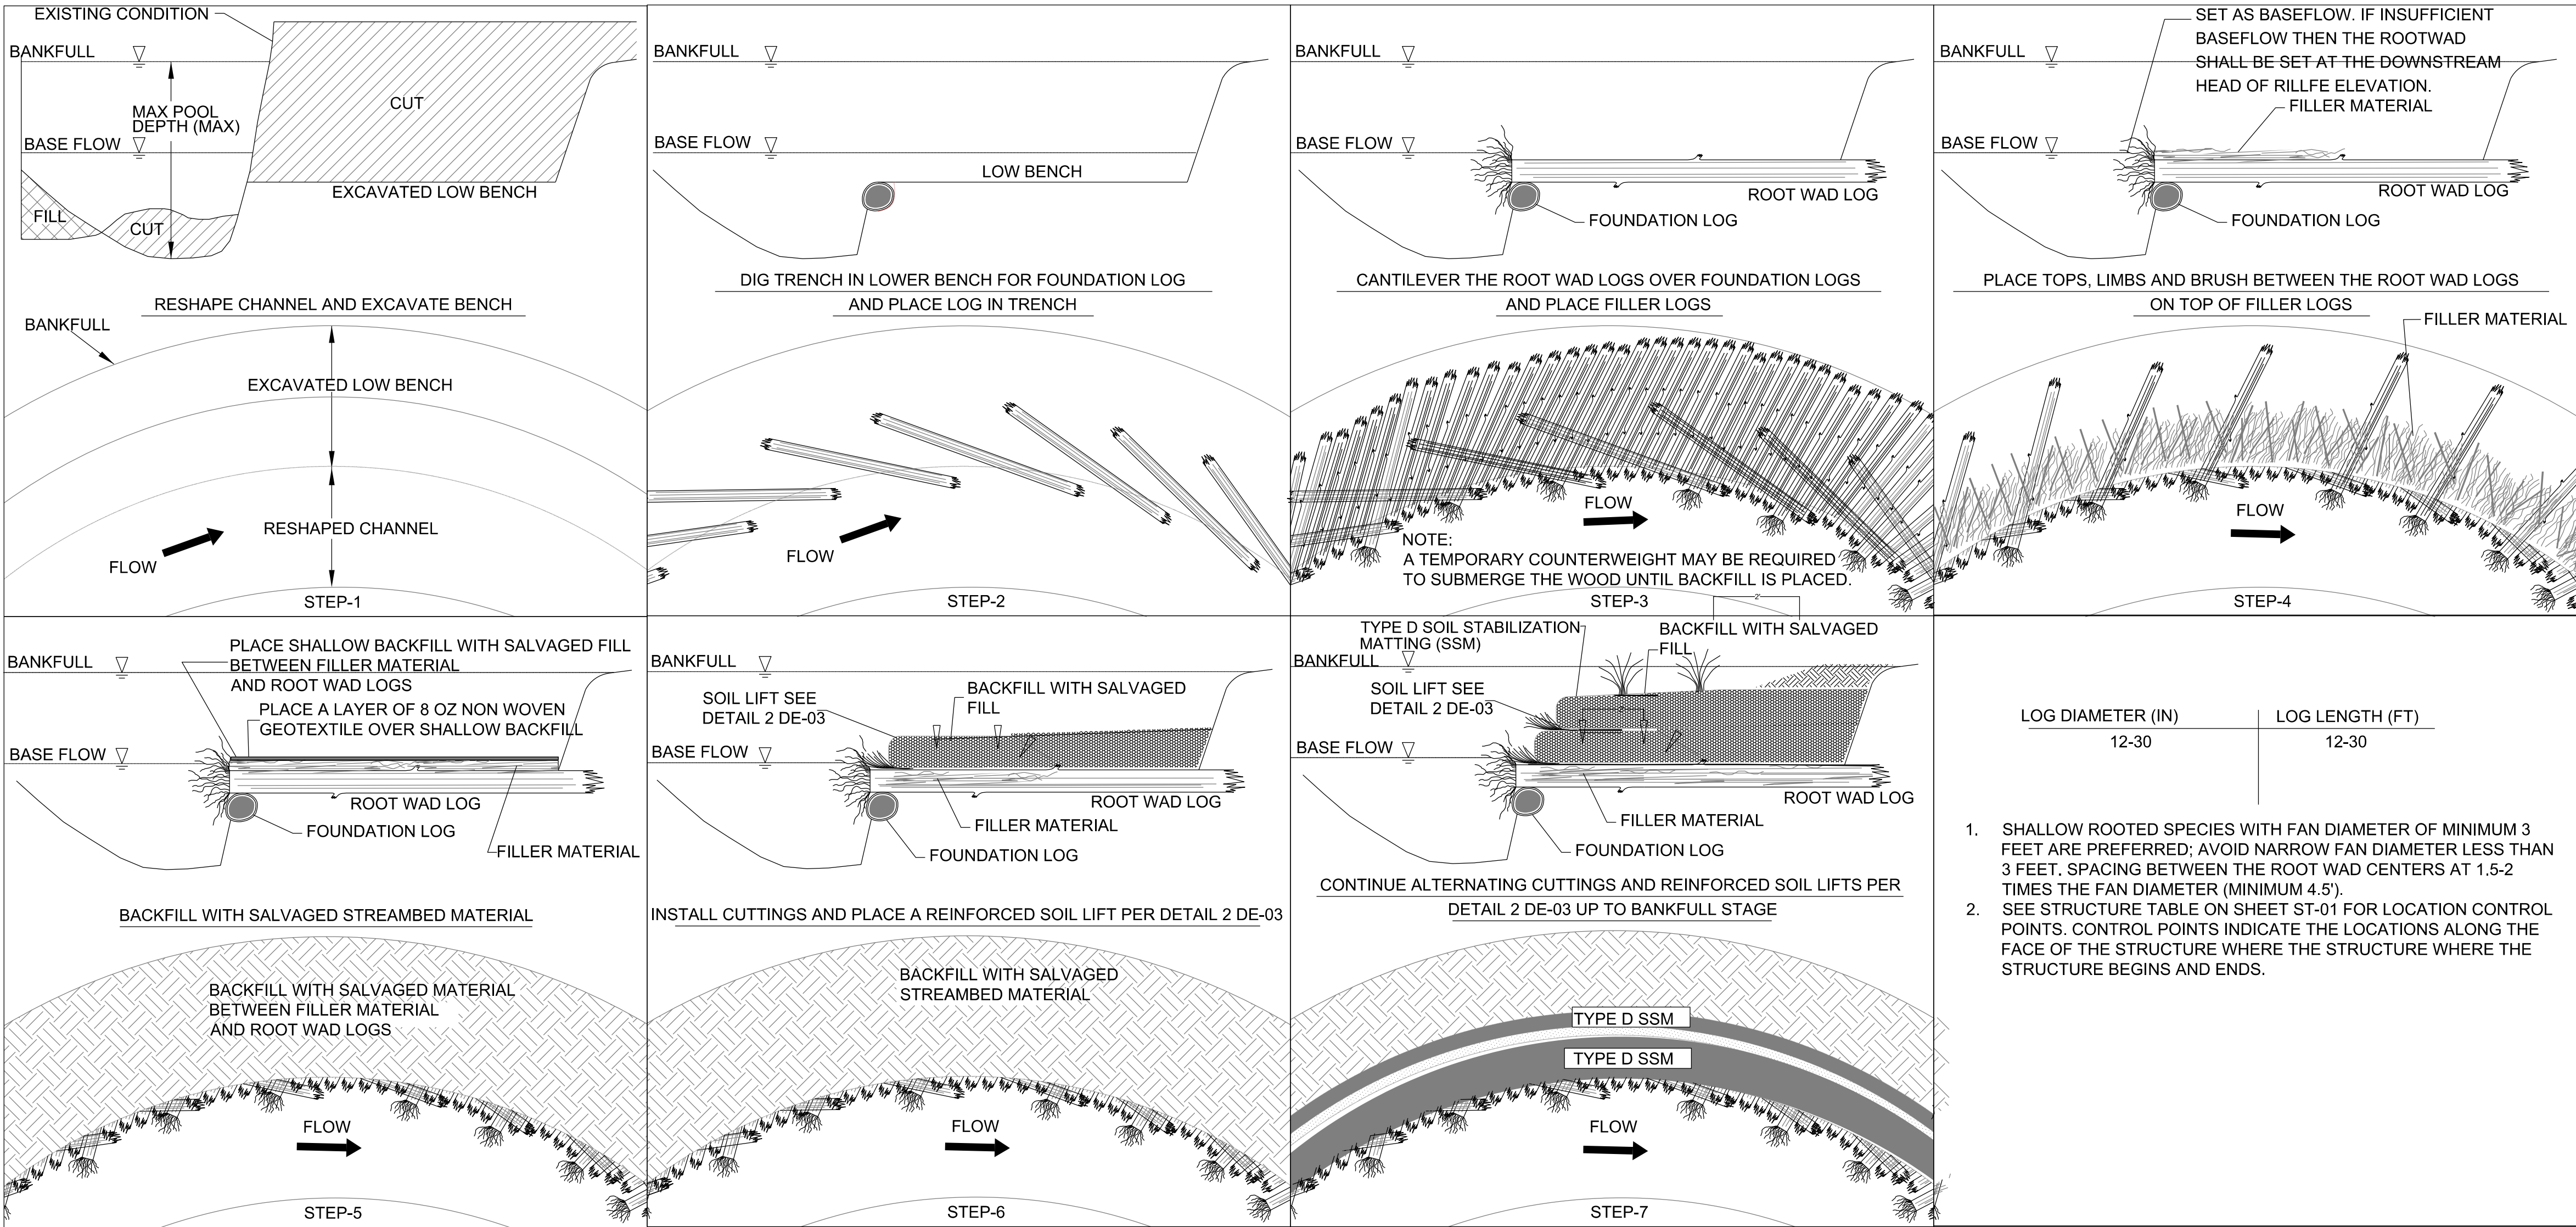 EXISTING CONDITION
BANKFULL
MAX POOL
DEPTH (MAX)
CUT
BASE FLOW
EXCAVATED LOW BENCH
FILL
CUT
RESHAPE CHANNEL AND EXCAVATE BENCH
BANKFULL
EXCAVATED LOW BENCH
RESHAPED CHANNEL
FLOW
STEP-1
BANKFULL
BASE FLOW
LOW BENCH
DIG TRENCH IN LOWER BENCH FOR FOUNDATION LOG
AND PLACE LOG IN TRENCH
FLOW
STEP-2
BANKFULL
BASE FLOW
ROOT WAD LOG
FOUNDATION LOG
CANTILEVER THE ROOT WAD LOGS OVER FOUNDATION LOGS
AND PLACE FILLER LOGS
FLOW
NOTE:
A TEMPORARY COUNTERWEIGHT MAY BE REQUIRED
TO SUBMERGE THE WOOD UNTIL BACKFILL IS PLACED.
STEP-3
SET AS BASEFLOW. IF INSUFFICIENT
BASEFLOW THEN THE ROOTWAD
SHALL BE SET AT THE DOWNSTREAM
HEAD OF RILLFE ELEVATION.
BANKFULL
FILLER MATERIAL
BASE FLOW
ROOT WAD LOG
FOUNDATION LOG
PLACE TOPS, LIMBS AND BRUSH BETWEEN THE ROOT WAD LOGS
ON TOP OF FILLER LOGS
FILLER MATERIAL
FLOW
STEP-4
PLACE SHALLOW BACKFILL WITH SALVAGED FILL
BETWEEN FILLER MATERIAL
AND ROOT WAD LOGS
BANKFULL
PLACE A LAYER OF 8 OZ NON WOVEN
GEOTEXTILE OVER SHALLOW BACKFILL
BASE FLOW
ROOT WAD LOG
FOUNDATION LOG
FILLER MATERIAL
BACKFILL WITH SALVAGED STREAMBED MATERIAL
BACKFILL WITH SALVAGED MATERIAL
BETWEEN FILLER MATERIAL
AND ROOT WAD LOGS
FLOW
STEP-5
BANKFULL
SOIL LIFT SEE
DETAIL 2 DE-03
BACKFILL WITH SALVAGED
FILL
BASE FLOW
ROOT WAD LOG
FILLER MATERIAL
FOUNDATION LOG
INSTALL CUTTINGS AND PLACE A REINFORCED SOIL LIFT PER DETAIL 2 DE-03
BACKFILL WITH SALVAGED
STREAMBED MATERIAL
FLOW
STEP-6
2'
TYPE D SOIL STABILIZATION
MATTING (SSM)
BACKFILL WITH SALVAGED
FILL
BANKFULL
SOIL LIFT SEE
DETAIL 2 DE-03
BASE FLOW
ROOT WAD LOG
FILLER MATERIAL
FOUNDATION LOG
CONTINUE ALTERNATING CUTTINGS AND REINFORCED SOIL LIFTS PER
DETAIL 2 DE-03 UP TO BANKFULL STAGE
TYPE D SSM
TYPE D SSM
FLOW
STEP-7
LOG DIAMETER (IN) LOG LENGTH (FT)
12-30 12-30
1. SHALLOW ROOTED SPECIES WITH FAN DIAMETER OF MINIMUM 3
FEET ARE PREFERRED; AVOID NARROW FAN DIAMETER LESS THAN
3 FEET. SPACING BETWEEN THE ROOT WAD CENTERS AT 1.5-2
TIMES THE FAN DIAMETER (MINIMUM 4.5').
2. SEE STRUCTURE TABLE ON SHEET ST-01 FOR LOCATION CONTROL
POINTS. CONTROL POINTS INDICATE THE LOCATIONS ALONG THE
FACE OF THE STRUCTURE WHERE THE STRUCTURE WHERE THE
STRUCTURE BEGINS AND ENDS.